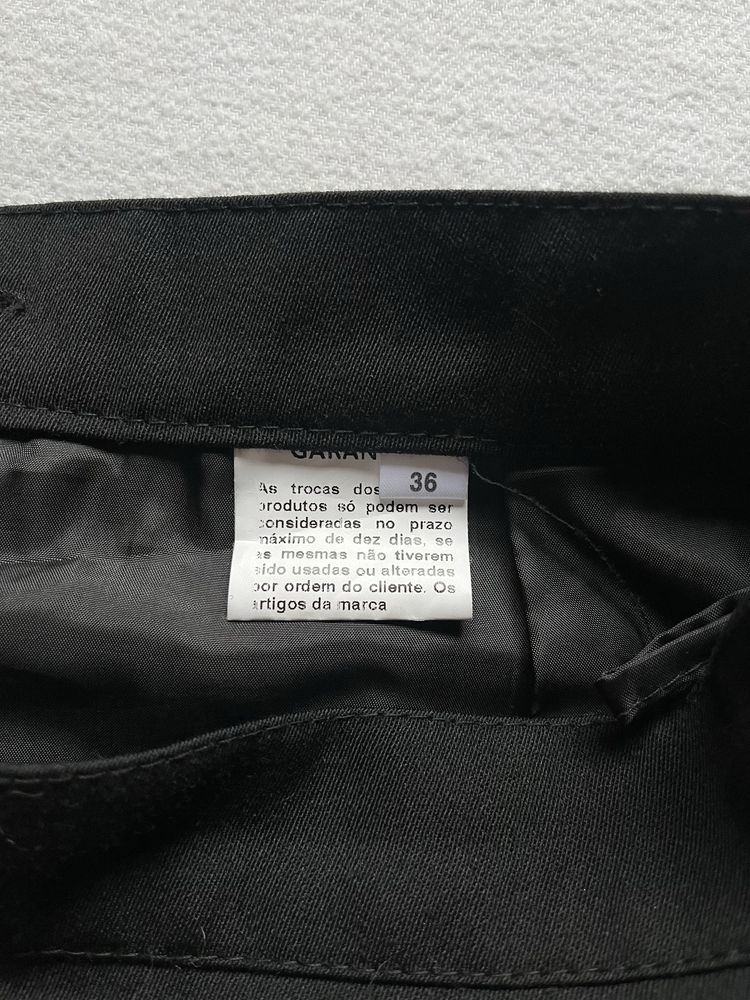 GARAN
36
As trocas dos
produtos só podem ser
consideradas no prazo
máximo de dez dias, se
as mesmas não tiverem
sido usadas ou alteradas
por ordem do cliente. Os
artigos da marca